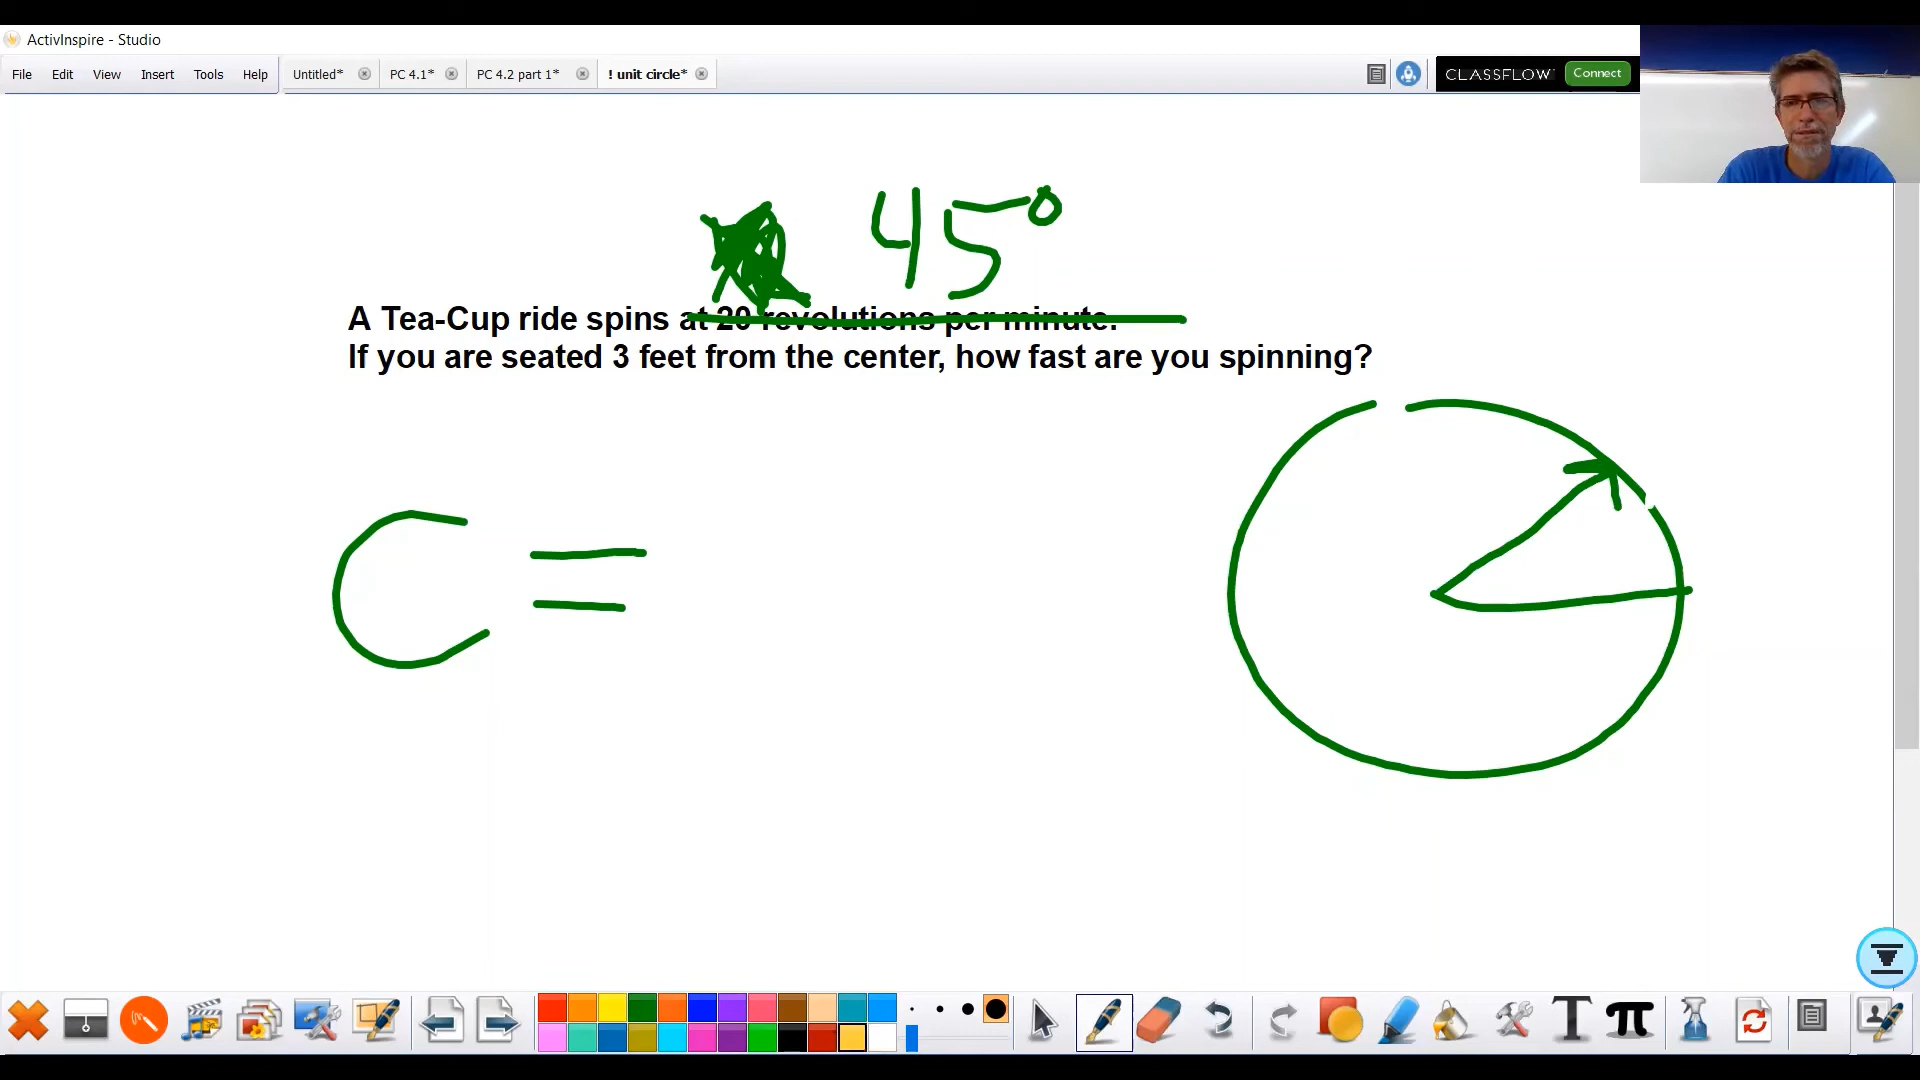 ActivInspire - Studio
File Edit View Insert Tools Help
Untitled* PC 4.1* PC 4.2 part 1* ! unit circle*
CLASSFLOW Connect
45°
A Tea-Cup ride spins at 20 revolutions per minute.
If you are seated 3 feet from the center, how fast are you spinning?
C =
T π